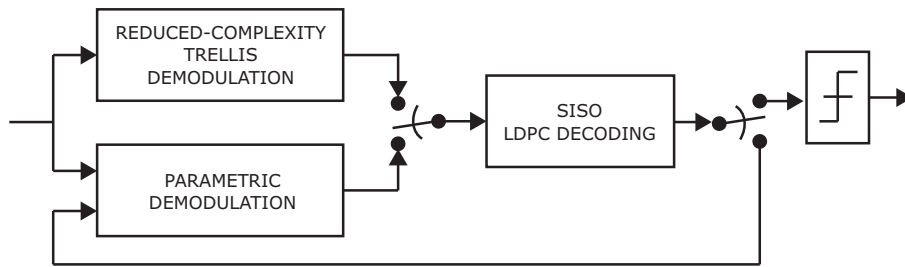 REDUCED-COMPLEXITY
TRELLIS
DEMODULATION
SISO
LDPC DECODING
PARAMETRIC
DEMODULATION